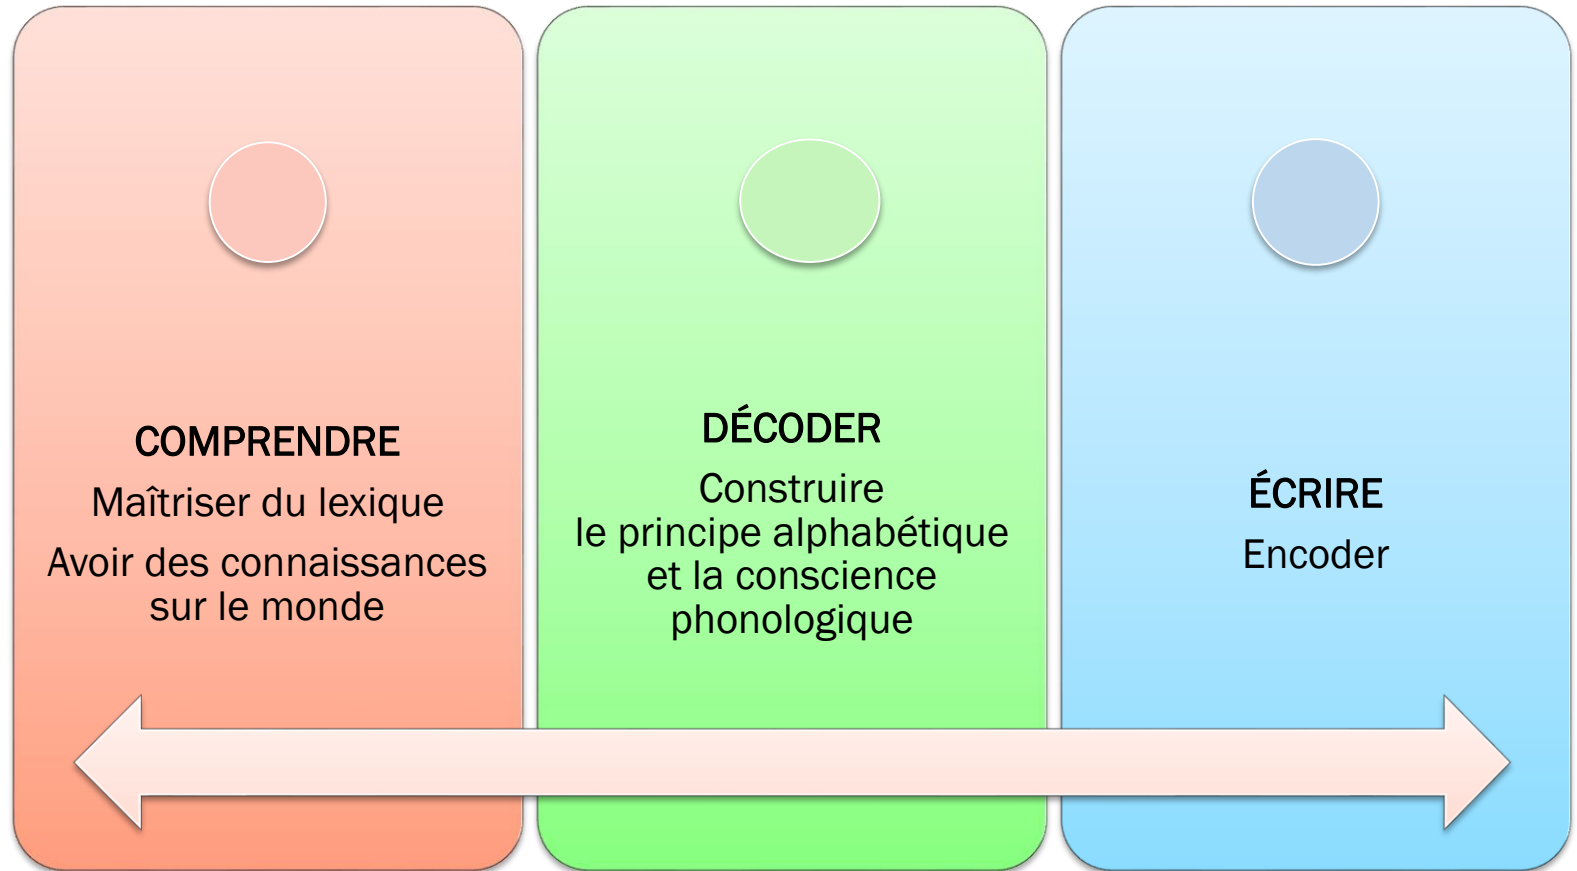 COMPRENDRE
Maîtriser du lexique
Avoir des connaissances
sur le monde
DÉCODER
Construire
le principe alphabétique
et la conscience
phonologique
ÉCRIRE
Encoder